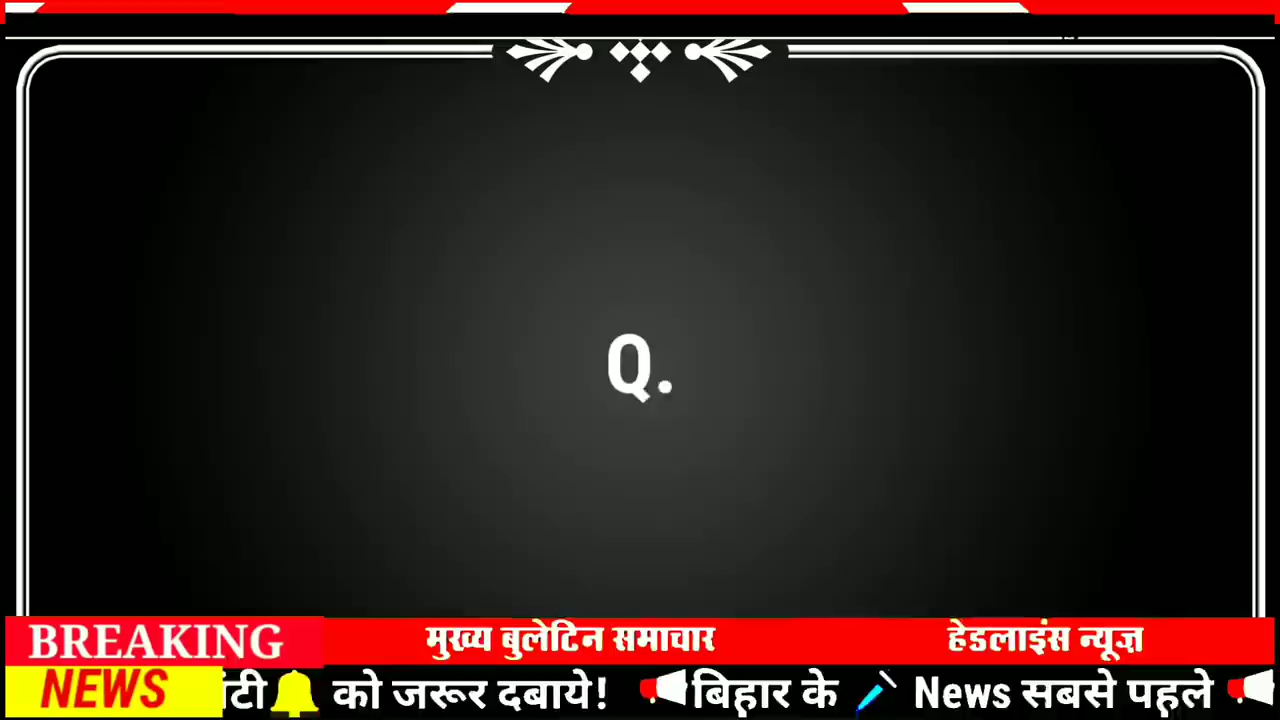 Q.
BREAKING मुख्य बुलेटिन समाचार हेडलाइंस न्यूज़
NEWS को जरूर दबाये! बिहार के News सबसे पहले